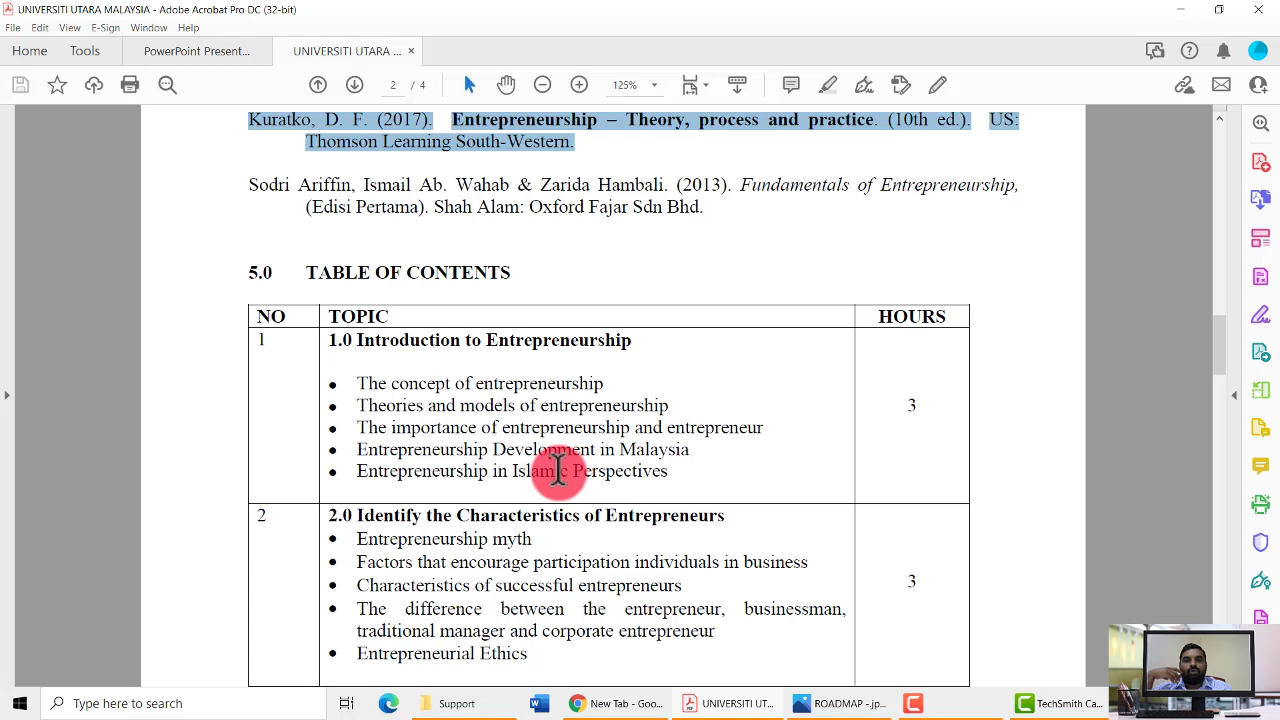 UNIVERSITI UTARA MALAYSIA - Adobe Acrobat Pro DC (32-bit)
File Edit View E-Sign Window Help
Home Tools PowerPoint Present... UNIVERSITI UTARA ... ×
2 / 4 125%
Kuratko, D. F. (2017). Entrepreneurship – Theory, process and practice. (10th ed.). US:
Thomson Learning South-Western.
Sodri Ariffin, Ismail Ab. Wahab & Zarida Hambali. (2013). Fundamentals of Entrepreneurship,
(Edisi Pertama). Shah Alam: Oxford Fajar Sdn Bhd.
5.0 TABLE OF CONTENTS
NO TOPIC HOURS
1 1.0 Introduction to Entrepreneurship
• The concept of entrepreneurship
• Theories and models of entrepreneurship 3
• The importance of entrepreneurship and entrepreneur
• Entrepreneurship Development in Malaysia
• Entrepreneurship in Islamic Perspectives
2 2.0 Identify the Characteristics of Entrepreneurs
• Entrepreneurship myth
• Factors that encourage participation individuals in business
• Characteristics of successful entrepreneurs 3
• The difference between the entrepreneur, businessman,
traditional manager and corporate entrepreneur
• Entrepreneurial Ethics
Type here to search Support New Tab - Goo... UNIVERSITI UT... ROADMAP -.jp... TechSmith Ca...